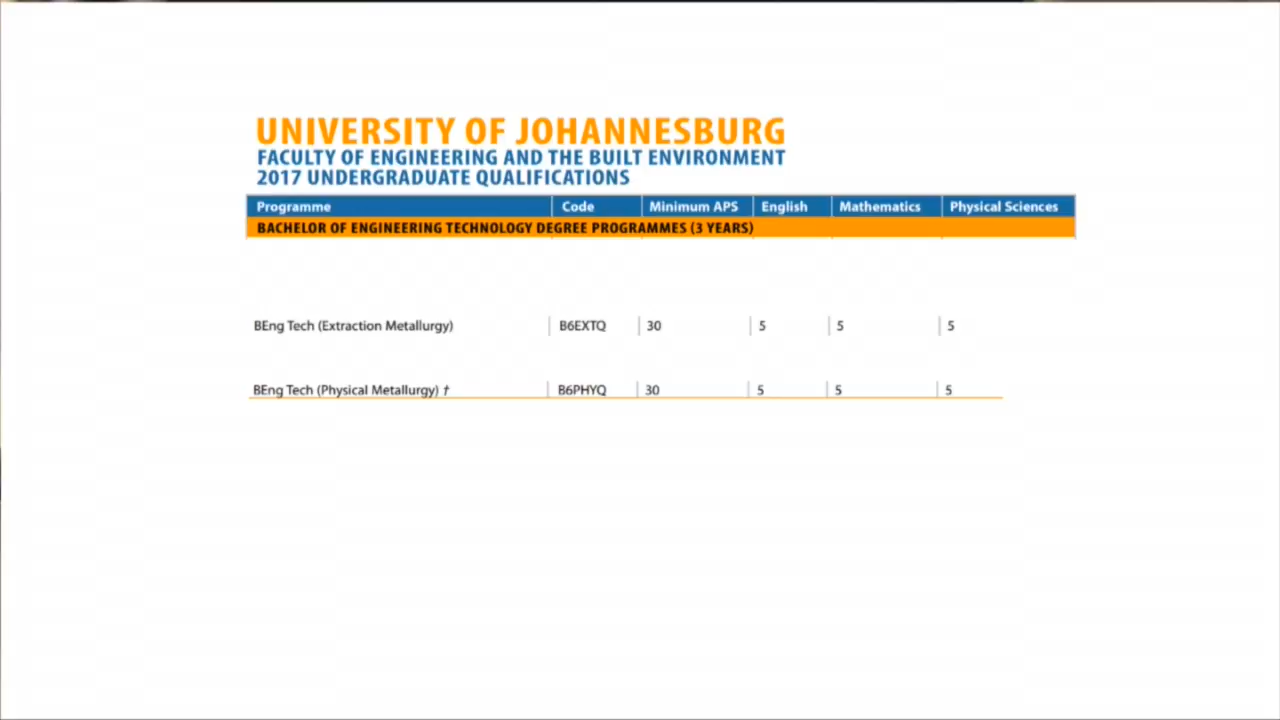 UNIVERSITY OF JOHANNESBURG
FACULTY OF ENGINEERING AND THE BUILT ENVIRONMENT
2017 UNDERGRADUATE QUALIFICATIONS
Programme Code Minimum APS English Mathematics Physical Sciences
BACHELOR OF ENGINEERING TECHNOLOGY DEGREE PROGRAMMES (3 YEARS)
BEng Tech (Extraction Metallurgy) B6EXTQ 30 5 5 5
BEng Tech (Physical Metallurgy) † B6PHYQ 30 5 5 5